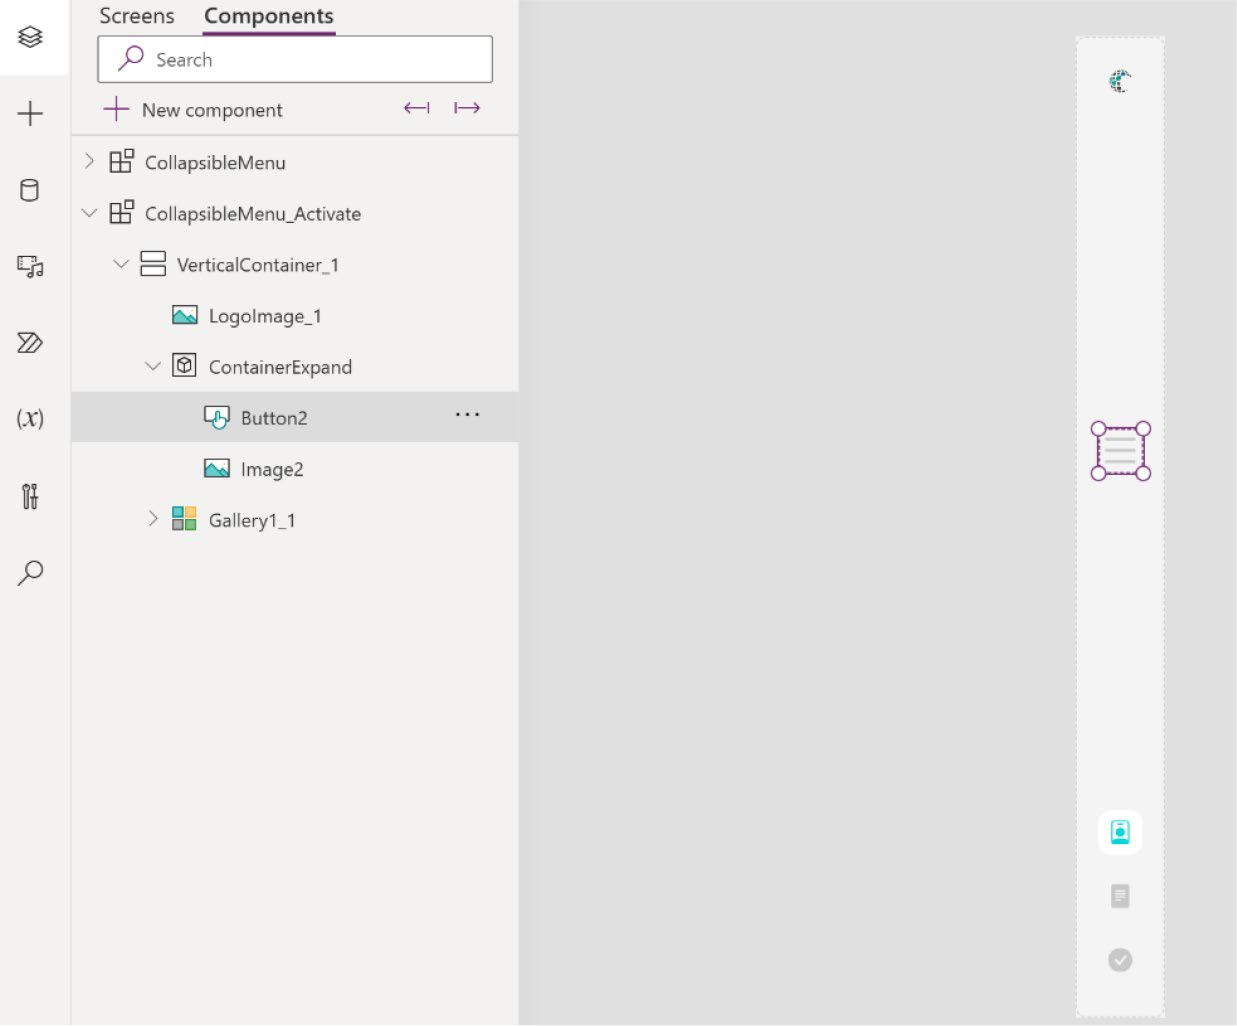 Screens Components
Search
New component
CollapsibleMenu
CollapsibleMenu_Activate
VerticalContainer_1
LogoImage_1
ContainerExpand
Button2 ...
(x)
Image2
Gallery1_1